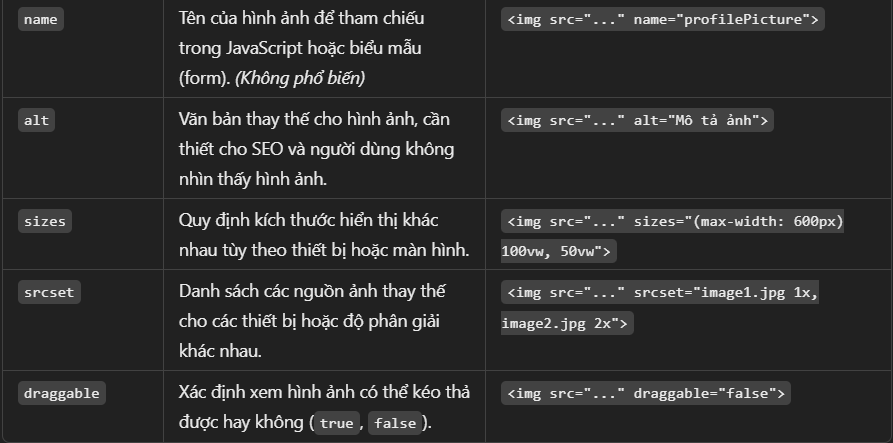 name
Tên của hình ảnh để tham chiếu
trong JavaScript hoặc biểu mẫu
(form). (Không phổ biến)
<img src="..." name="profilePicture">
alt
Văn bản thay thế cho hình ảnh, cần
thiết cho SEO và người dùng không
nhìn thấy hình ảnh.
<img src="..." alt="Mô tả ảnh">
sizes
Quy định kích thước hiển thị khác
nhau tùy theo thiết bị hoặc màn hình.
<img src="..." sizes="(max-width: 600px)
100vw, 50vw">
srcset
Danh sách các nguồn ảnh thay thế
cho các thiết bị hoặc độ phân giải
khác nhau.
<img src="..." srcset="image1.jpg 1x,
image2.jpg 2x">
draggable
Xác định xem hình ảnh có thể kéo thả
được hay không (true, false).
<img src="..." draggable="false">